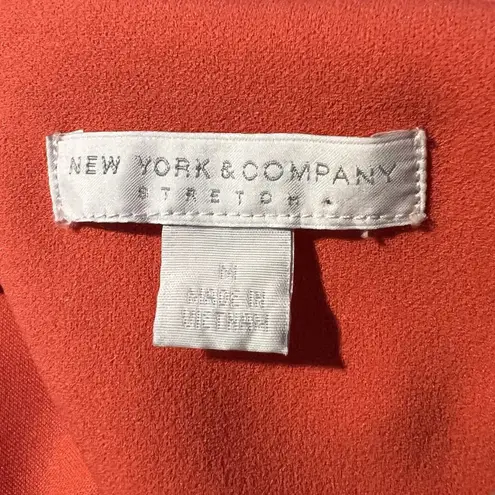 NEW YORK & COMPANY
STRETCH
M
MADE IN
VIETNAM